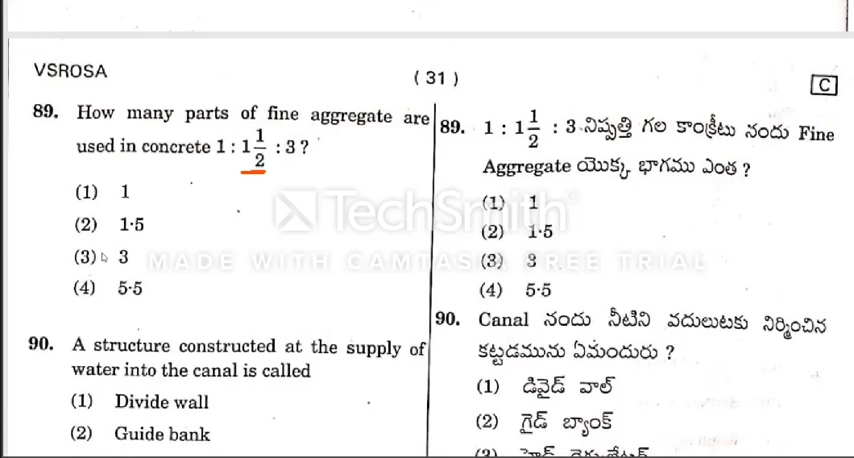 VSROSA
( 31 )
C
89. How many parts of fine aggregate are
used in concrete 1 : 1 1/2 : 3 ?
(1) 1
(2) 1·5
(3) 3
(4) 5·5
90. A structure constructed at the supply of
water into the canal is called
(1) Divide wall
(2) Guide bank
89. 1 : 1 1/2 : 3 నిష్పత్తి గల కాంక్రీటు నందు Fine
Aggregate యొక్క భాగము ఎంత ?
(1) 1
(2) 1·5
(3) 3
(4) 5·5
90. Canal నందు నీటిని వదులుటకు నిర్మించిన
కట్టడమును ఏమందురు ?
(1) డివైడ్ వాల్
(2) గైడ్ బ్యాంక్
TechSmith
MADE WITH CAMTASIA FREE TRIAL